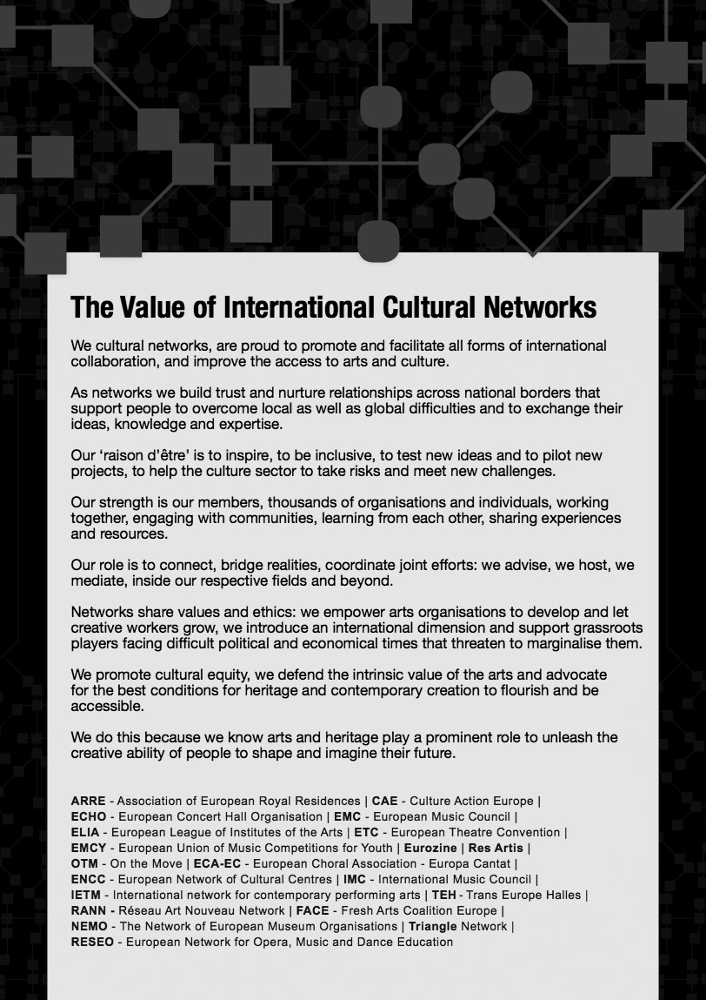 The Value of International Cultural Networks
We cultural networks, are proud to promote and facilitate all forms of international
collaboration, and improve the access to arts and culture.
As networks we build trust and nurture relationships across national borders that
support people to overcome local as well as global difficulties and to exchange their
ideas, knowledge and expertise.
Our ‘raison d’être’ is to inspire, to be inclusive, to test new ideas and to pilot new
projects, to help the culture sector to take risks and meet new challenges.
Our strength is our members, thousands of organisations and individuals, working
together, engaging with communities, learning from each other, sharing experiences
and resources.
Our role is to connect, bridge realities, coordinate joint efforts: we advise, we host, we
mediate, inside our respective fields and beyond.
Networks share values and ethics: we empower arts organisations to develop and let
creative workers grow, we introduce an international dimension and support grassroots
players facing difficult political and economical times that threaten to marginalise them.
We promote cultural equity, we defend the intrinsic value of the arts and advocate
for the best conditions for heritage and contemporary creation to flourish and be
accessible.
We do this because we know arts and heritage play a prominent role to unleash the
creative ability of people to shape and imagine their future.
ARRE - Association of European Royal Residences | CAE - Culture Action Europe |
ECHO - European Concert Hall Organisation | EMC - European Music Council |
ELIA - European League of Institutes of the Arts | ETC - European Theatre Convention |
EMCY - European Union of Music Competitions for Youth | Eurozine | Res Artis |
OTM - On the Move | ECA-EC - European Choral Association - Europa Cantat |
ENCC - European Network of Cultural Centres | IMC - International Music Council |
IETM - International network for contemporary performing arts | TEH - Trans Europe Halles |
RANN - Réseau Art Nouveau Network | FACE - Fresh Arts Coalition Europe |
NEMO - The Network of European Museum Organisations | Triangle Network |
RESEO - European Network for Opera, Music and Dance Education